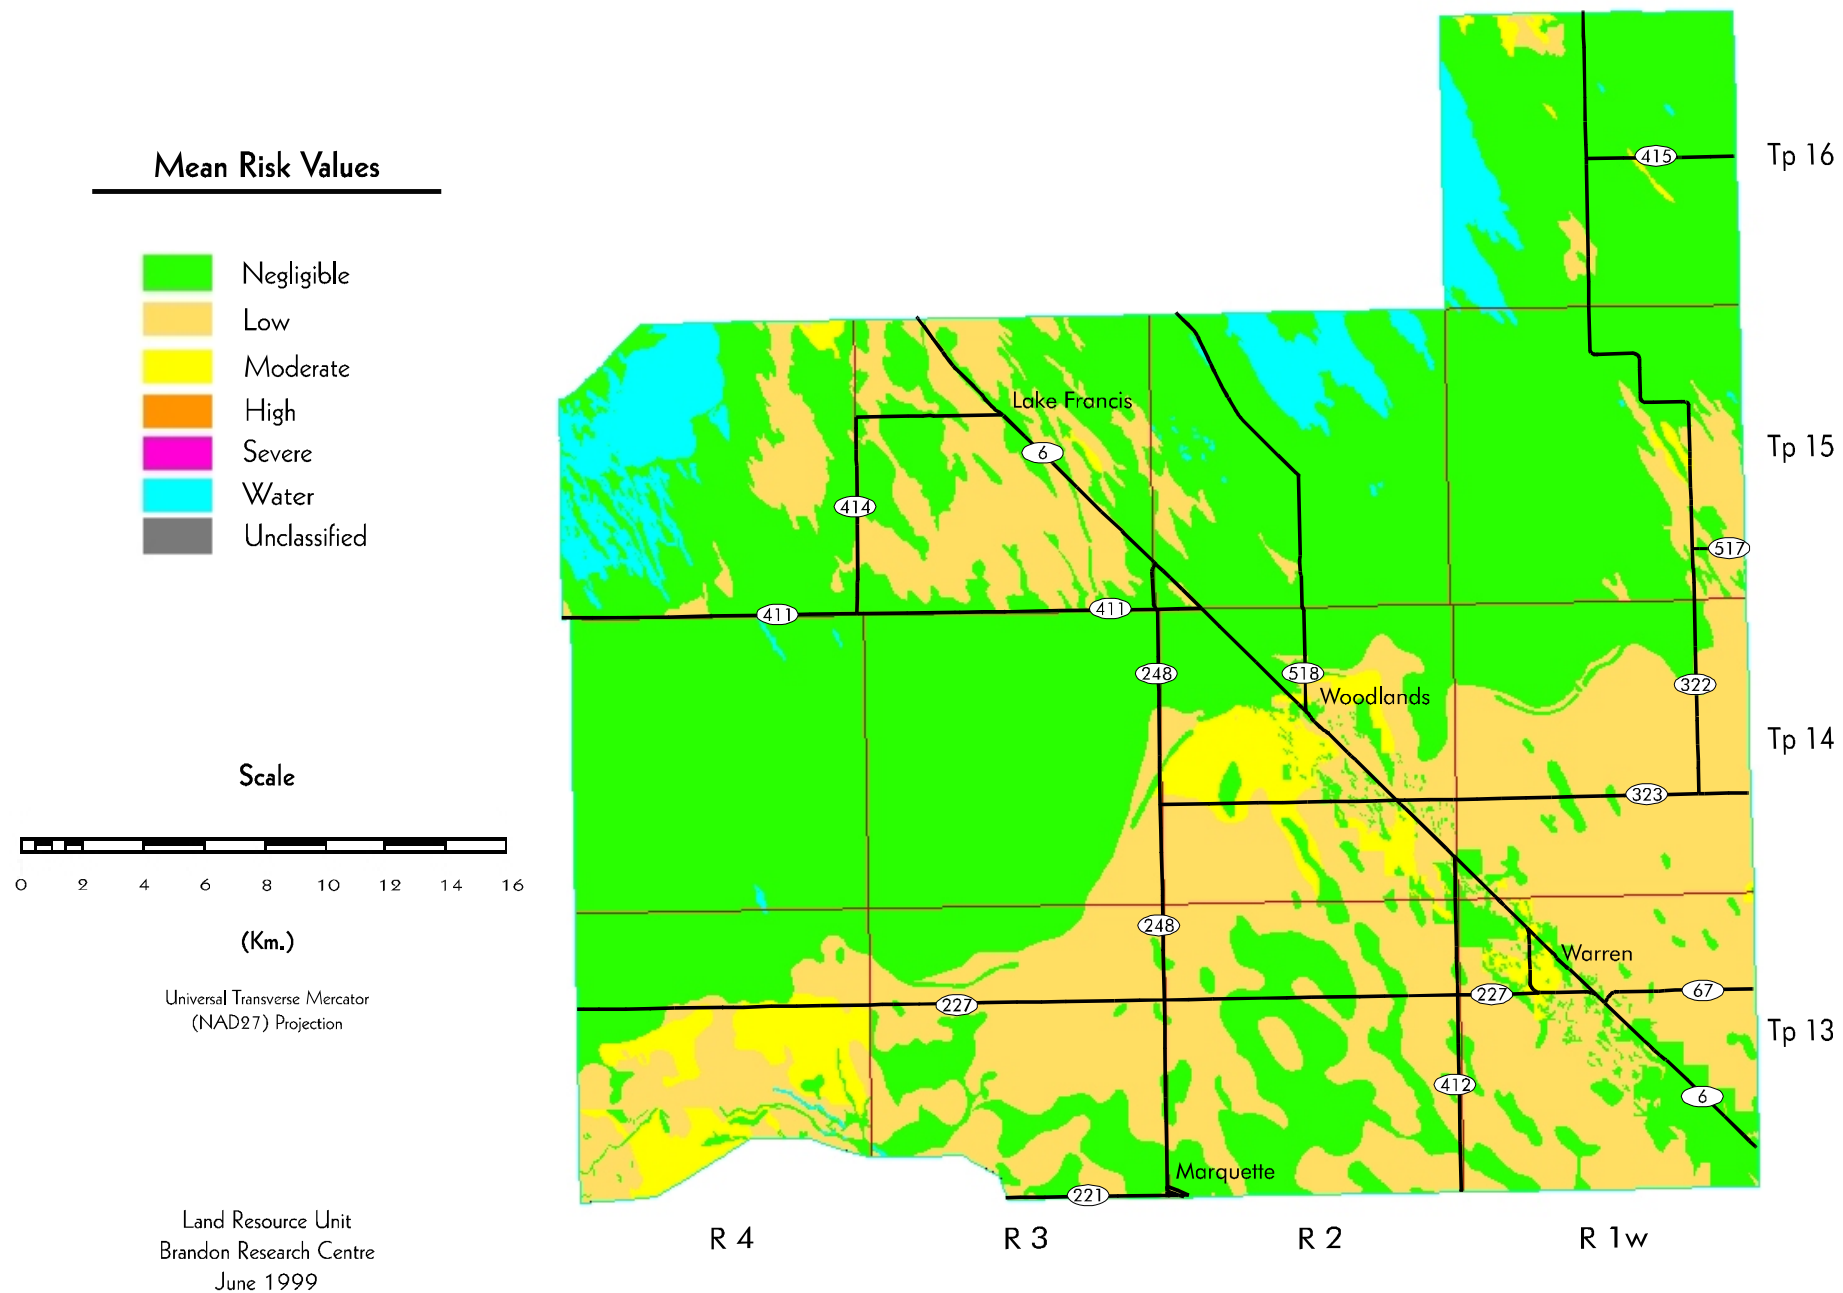 Mean Risk Values
Negligible
Low
Moderate
High
Severe
Water
Unclassified
Scale
0 2 4 6 8 10 12 14 16
(Km.)
Universal Transverse Mercator
(NAD27) Projection
Land Resource Unit
Brandon Research Centre
June 1999
415
Tp 16
Lake Francis
6
Tp 15
414
517
411
411
248
518
322
Woodlands
Tp 14
323
248
Warren
227
227
67
Tp 13
412
6
Marquette
221
R 4
R 3
R 2
R 1w